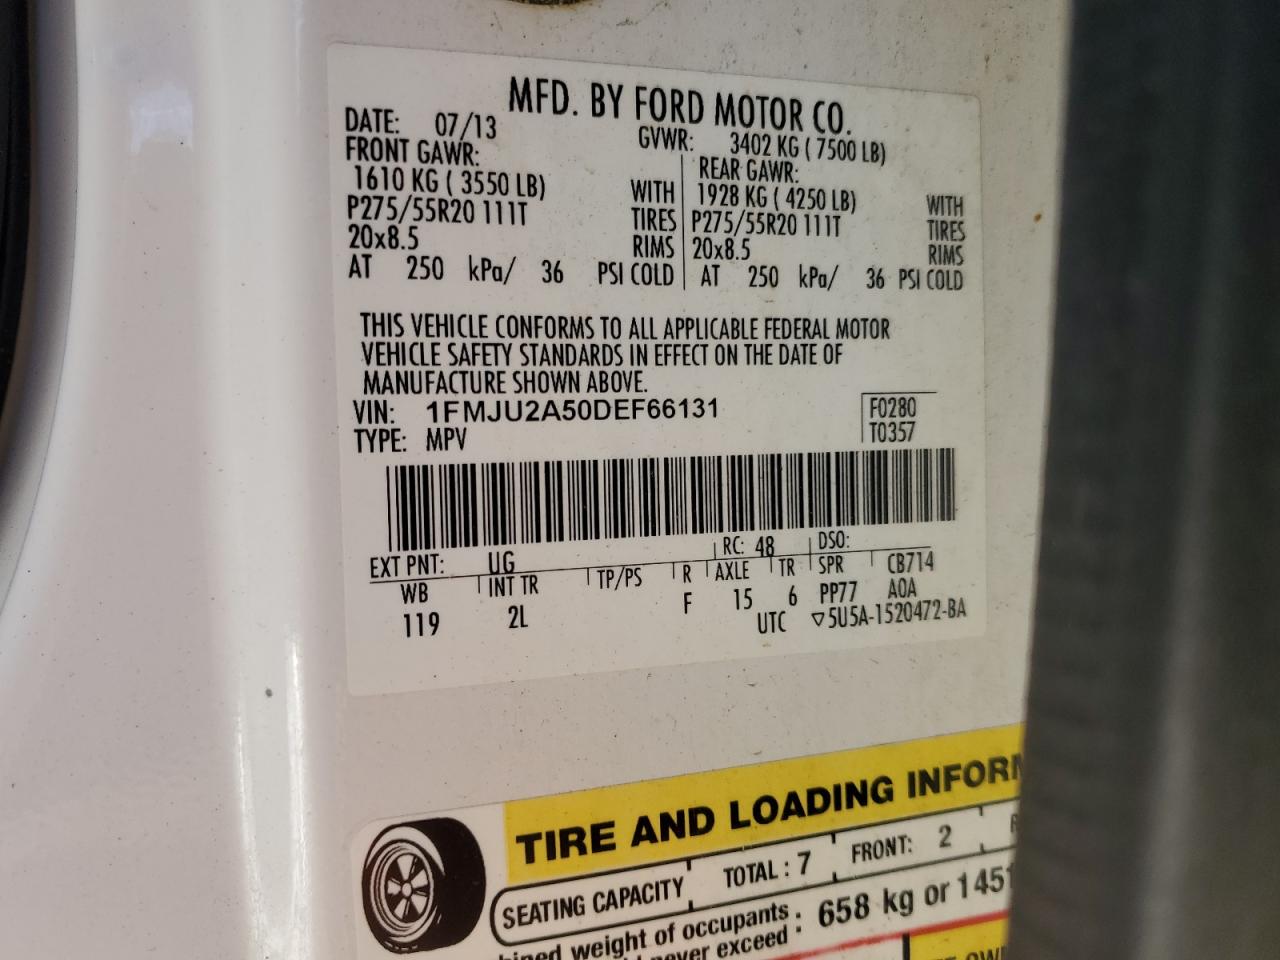 MFD. BY FORD MOTOR CO.
DATE: 07/13 GVWR: 3402 KG ( 7500 LB)
FRONT GAWR: REAR GAWR:
1610 KG ( 3550 LB) WITH 1928 KG ( 4250 LB) WITH
P275/55R20 111T TIRES P275/55R20 111T TIRES
20x8.5 RIMS 20x8.5 RIMS
AT 250 kPa/ 36 PSI COLD AT 250 kPa/ 36 PSI COLD
THIS VEHICLE CONFORMS TO ALL APPLICABLE FEDERAL MOTOR
VEHICLE SAFETY STANDARDS IN EFFECT ON THE DATE OF
MANUFACTURE SHOWN ABOVE.
VIN: 1FMJU2A50DEF66131 F0280
TYPE: MPV T0357
EXT PNT: UG RC: 48 DSO:
WB INT TR TP/PS R AXLE TR SPR CB714
119 2L F 15 6 PP77 A0A
UTC ▽5U5A-1520472-BA
TIRE AND LOADING INFORM
SEATING CAPACITY TOTAL : 7 FRONT: 2 R
bined weight of occupants : 658 kg or 1451
never exceed